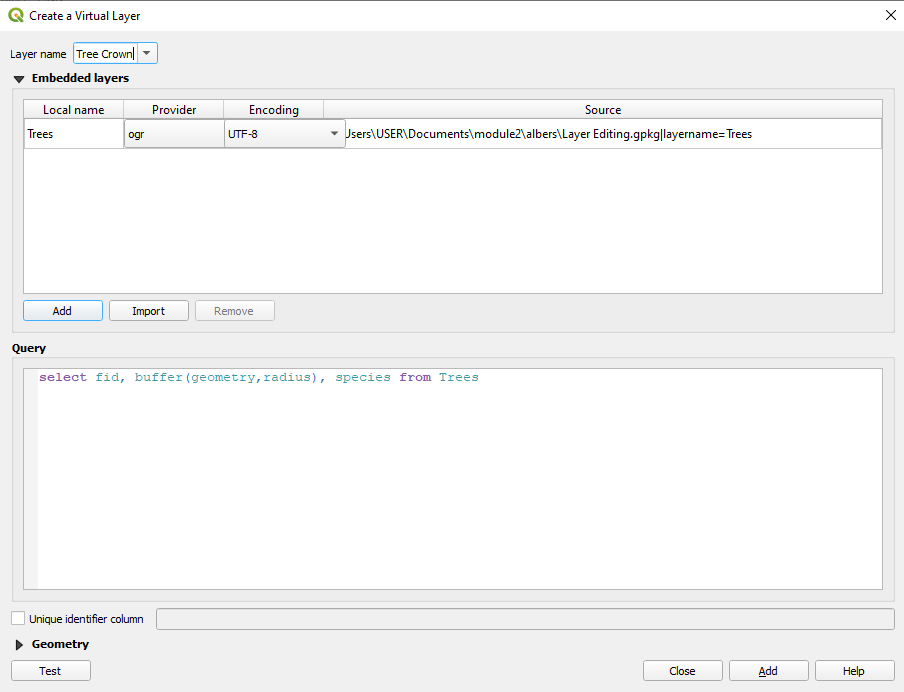 Create a Virtual Layer
Layer name Tree Crown
Embedded layers
Local name Provider Encoding Source
Trees ogr UTF-8 Users\USER\Documents\module2\albers\Layer Editing.gpkg|layername=Trees
Add Import Remove
Query
select fid, buffer(geometry,radius), species from Trees
Unique identifier column
Geometry
Test Close Add Help